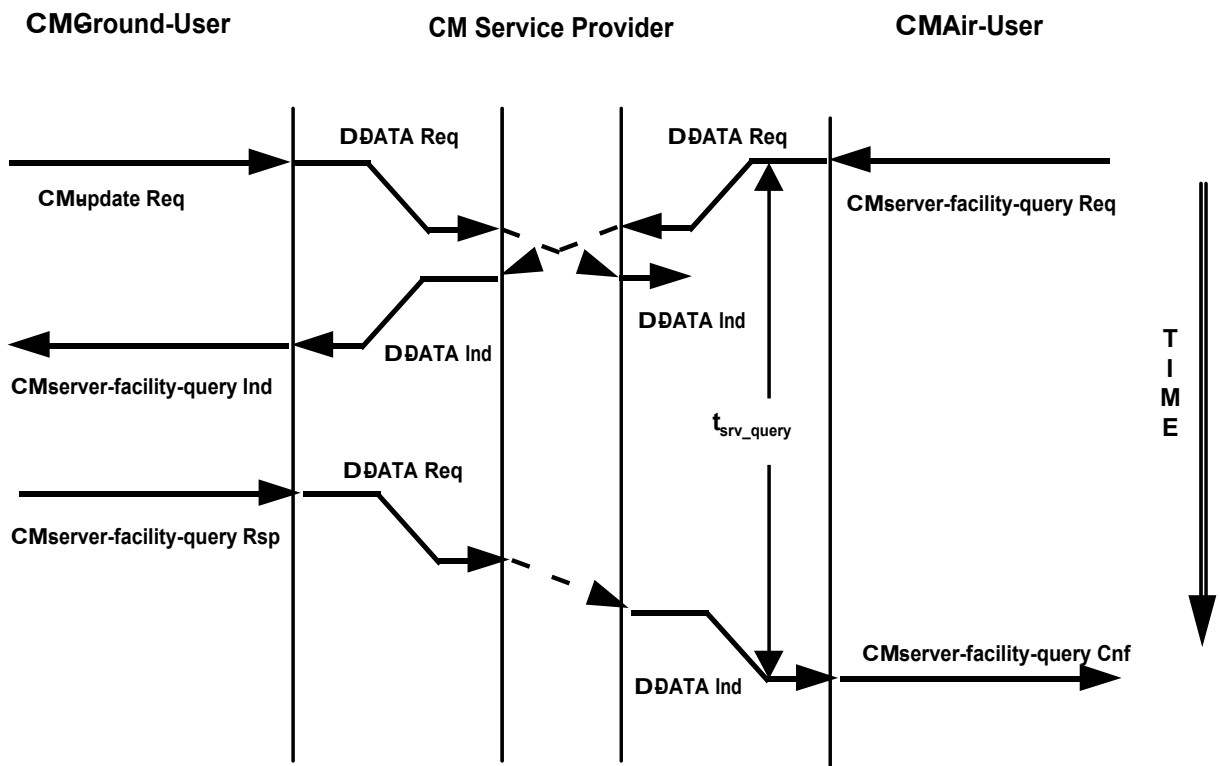 CMGround-User
CM Service Provider
CMAir-User
DDATA Req
DDATA Req
CMupdate Req
CMserver-facility-query Req
DDATA Ind
DDATA Ind
CMserver-facility-query Ind
T
I
M
E
tsrv_query
DDATA Req
CMserver-facility-query Rsp
CMserver-facility-query Cnf
DDATA Ind